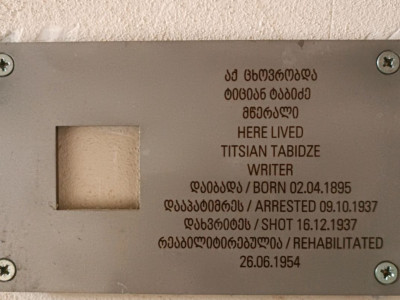 აქ ცხოვრობდა
ტიციან ტაბიძე
მწერალი
HERE LIVED
TITSIAN TABIDZE
WRITER
დაიბადა / BORN 02.04.1895
დააპატიმრეს / ARRESTED 09.10.1937
დახვრიტეს / SHOT 16.12.1937
რეაბილიტირებულია / REHABILITATED
26.06.1954